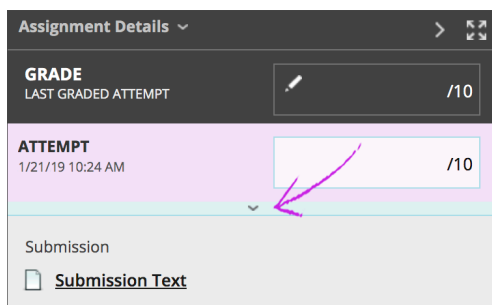 Assignment Details
GRADE
LAST GRADED ATTEMPT
/10
ATTEMPT
1/21/19 10:24 AM
/10
Submission
Submission Text